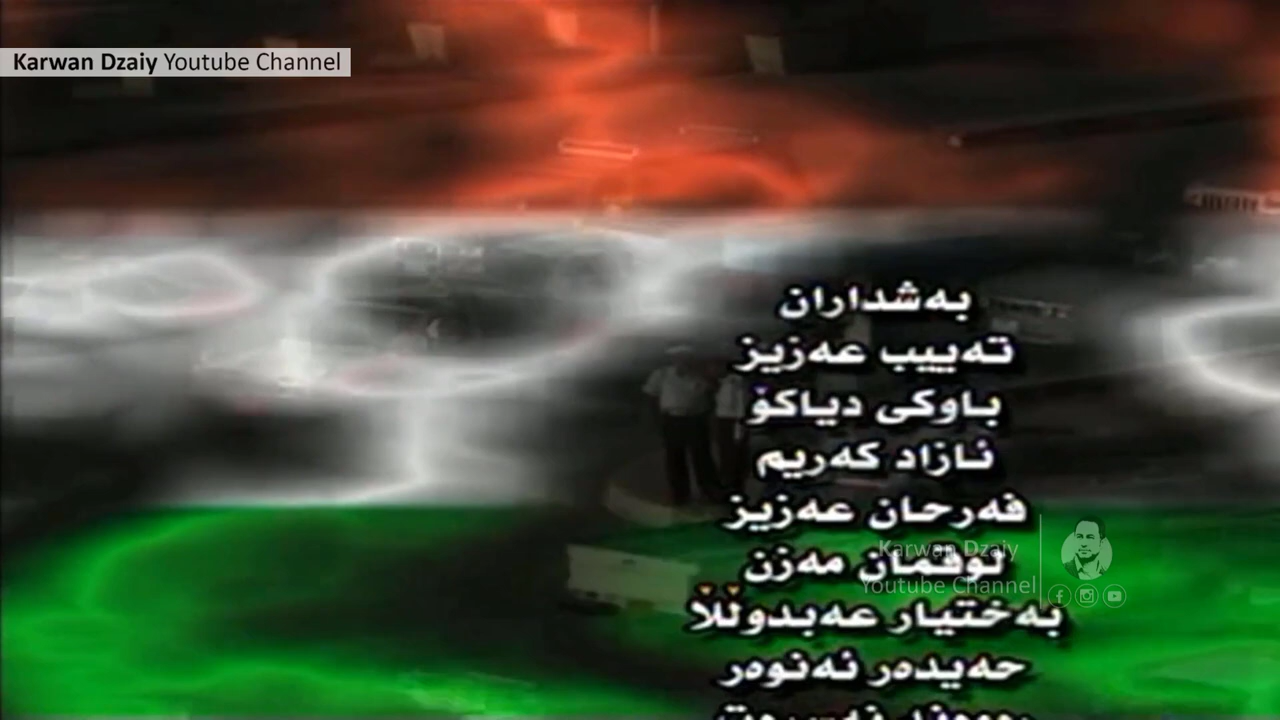 Karwan Dzaiy Youtube Channel
بەشداران
تەییب عەزیز
باوکی دیاکۆ
ئازاد کەریم
فەرحان عەزیز
لوقمان مەزن
بەختیار عەبدوڵڵا
حەیدەر ئەنوەر
Karwan Dzaiy
Youtube Channel